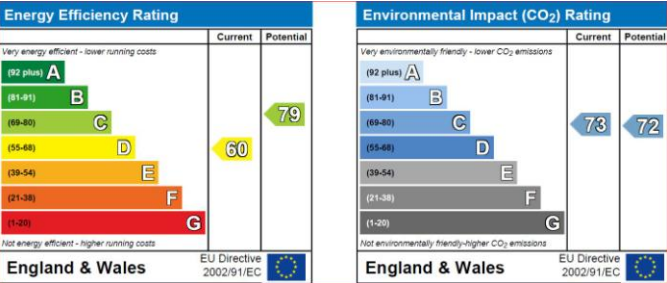 Energy Efficiency Rating
Current Potential
Very energy efficient - lower running costs
(92 plus) A
(81-91) B
(69-80) C
(55-68) D
(39-54) E
(21-38) F
(1-20) G
60
79
Not energy efficient - higher running costs
England & Wales
EU Directive
2002/91/EC
Environmental Impact (CO₂) Rating
Current Potential
Very environmentally friendly - lower CO₂ emissions
(92 plus) A
(81-91) B
(69-80) C
(55-68) D
(39-54) E
(21-38) F
(1-20) G
73
72
Not environmentally friendly-higher CO₂ emissions
England & Wales
EU Directive
2002/91/EC